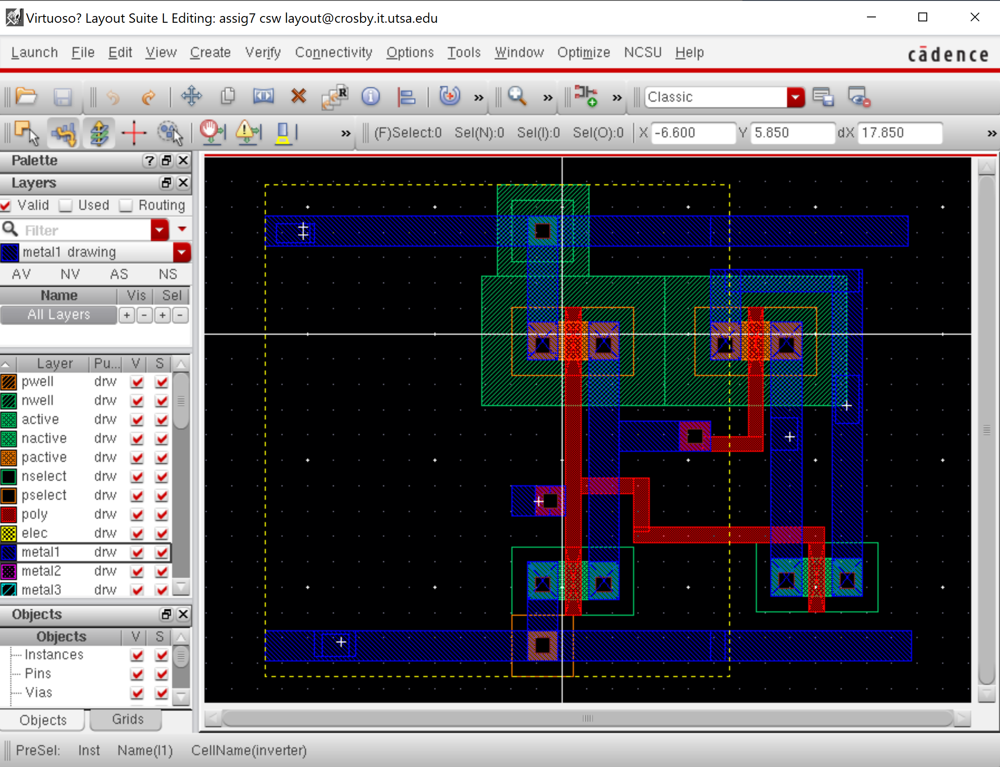 Virtuoso? Layout Suite L Editing: assig7 csw layout@crosby.it.utsa.edu
Launch File Edit View Create Verify Connectivity Options Tools Window Optimize NCSU Help cādence
R Classic
(F)Select:0 Sel(N):0 Sel(I):0 Sel(O):0 X -6.600 Y 5.850 dX 17.850
Palette
Layers
Valid Used Routing
Filter
metal1 drawing
AV NV AS NS
Name Vis Sel
All Layers + - + -
Layer Pu... V S
pwell drw
nwell drw
active drw
nactive drw
pactive drw
nselect drw
pselect drw
poly drw
elec drw
metal1 drw
metal2 drw
metal3 drw
Objects
Objects V S
Instances
Pins
Vias
Objects Grids
PreSel: Inst Name(I1) CellName(inverter)